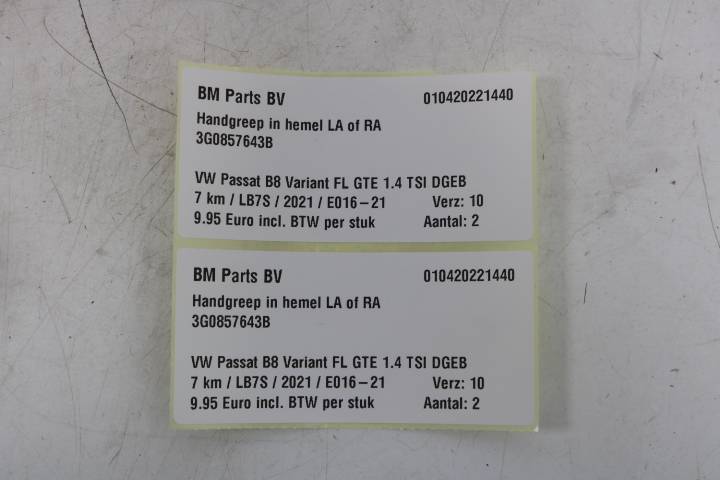 BM Parts BV 010420221440
Handgreep in hemel LA of RA
3G0857643B
VW Passat B8 Variant FL GTE 1.4 TSI DGEB
7 km / LB7S / 2021 / E016-21 Verz: 10
9.95 Euro incl. BTW per stuk Aantal: 2
BM Parts BV 010420221440
Handgreep in hemel LA of RA
3G0857643B
VW Passat B8 Variant FL GTE 1.4 TSI DGEB
7 km / LB7S / 2021 / E016-21 Verz: 10
9.95 Euro incl. BTW per stuk Aantal: 2